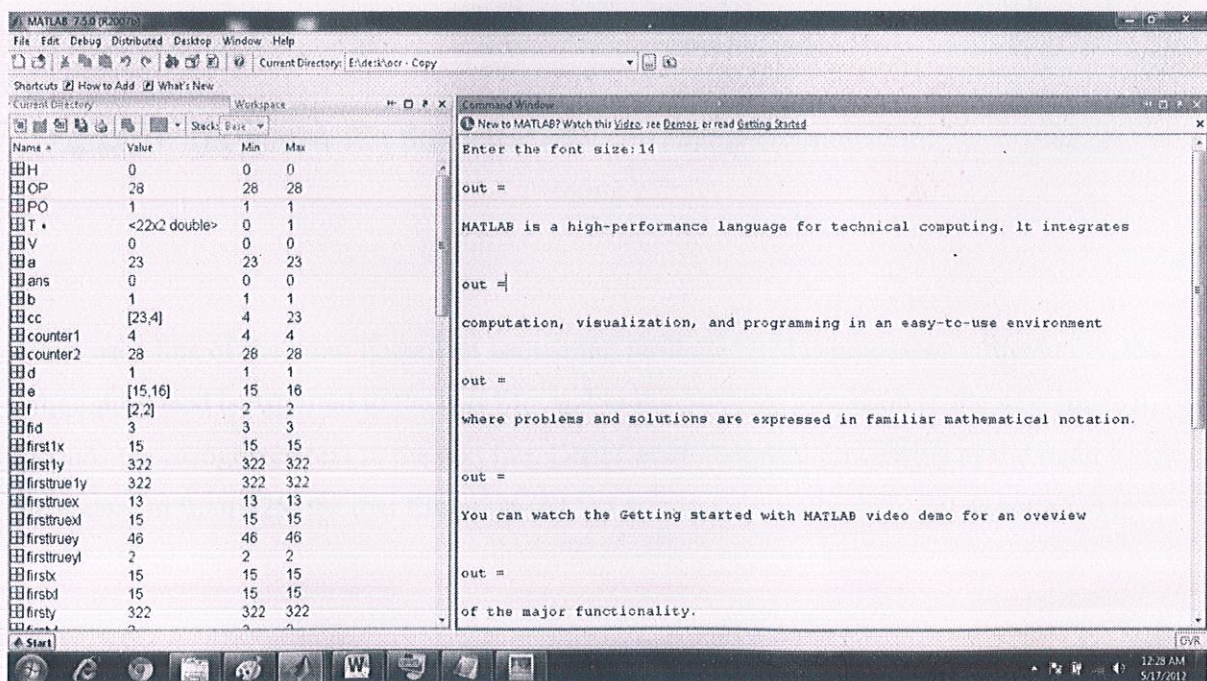 MATLAB 7.5.0 (R2007b)
File Edit Debug Distributed Desktop Window Help
Current Directory: E:\desk\ocr - Copy
Shortcuts How to Add What's New
Current Directory Workspace
Stack: Base
Name Value Min Max
H 0 0 0
OP 28 28 28
PO 1 1 1
T <22x2 double> 0 1
V 0 0 0
a 23 23 23
ans 0 0 0
b 1 1 1
cc [23,4] 4 23
counter1 4 4 4
counter2 28 28 28
d 1 1 1
e [15,16] 15 16
f [2,2] 2 2
fid 3 3 3
first1x 15 15 15
first1y 322 322 322
firsttrue1y 322 322 322
firsttruex 13 13 13
firsttruexl 15 15 15
firsttruey 46 46 46
firsttrueyl 2 2 2
firstx 15 15 15
firstxl 15 15 15
firsty 322 322 322
Command Window
New to MATLAB? Watch this Video, see Demos, or read Getting Started
Enter the font size:14
out =
MATLAB is a high-performance language for technical computing. lt integrates
out =
computation, visualization, and programming in an easy-to-use environment
out =
where problems and solutions are expressed in familiar mathematical notation.
out =
You can watch the Getting started with MATLAB video demo for an oveview
out =
of the major functionality.
Start
OVR
12:28 AM
5/17/2012